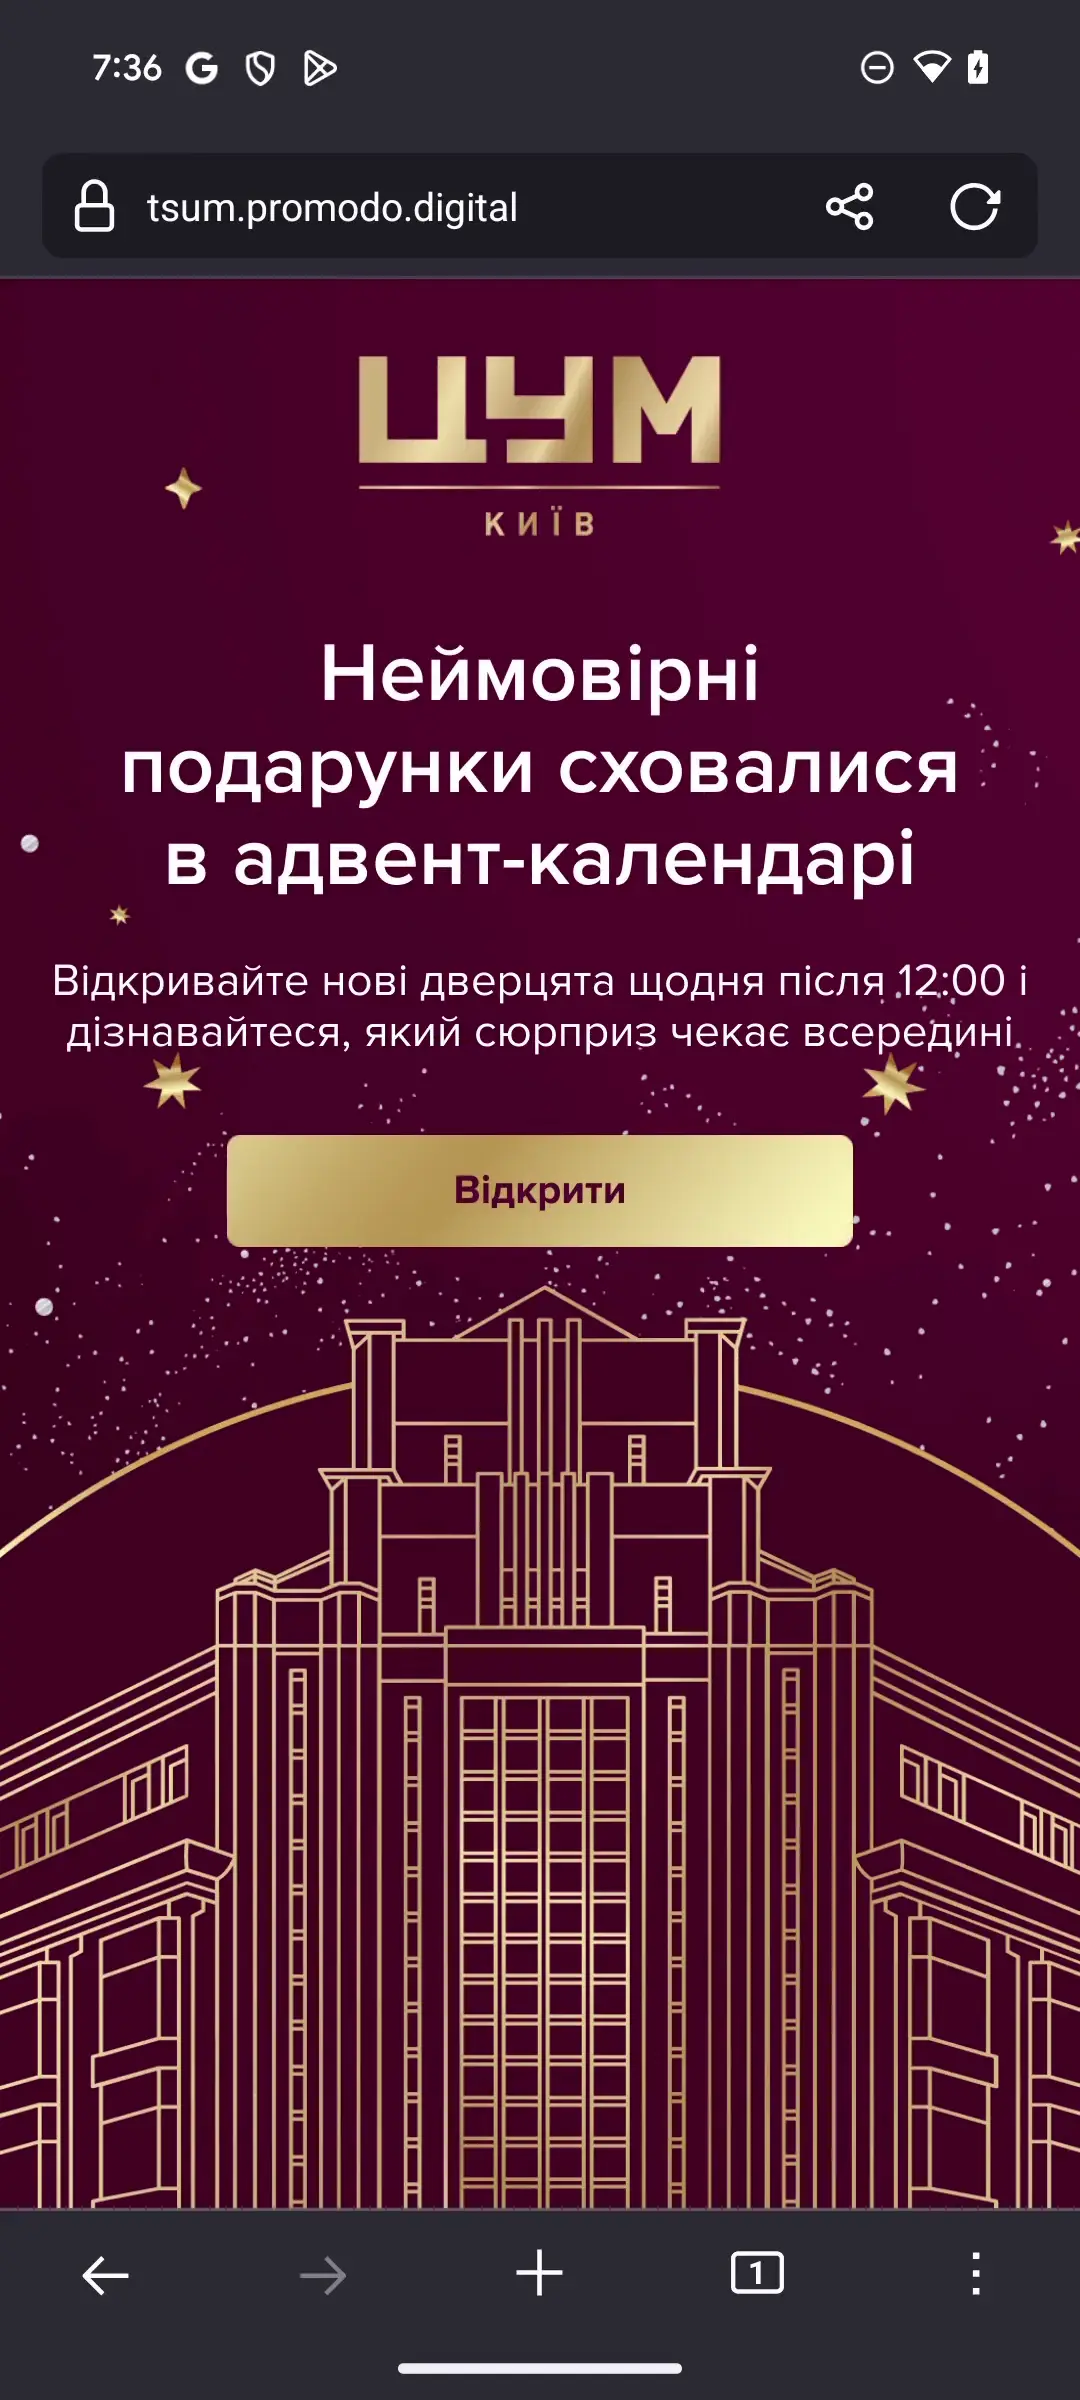 7:36
tsum.promodo.digital
ЦУМ
КИЇВ
Неймовірні
подарунки сховалися
в адвент-календарі
Відкривайте нові дверцята щодня після 12:00 і
дізнавайтеся, який сюрприз чекає всередині.
Відкрити
1